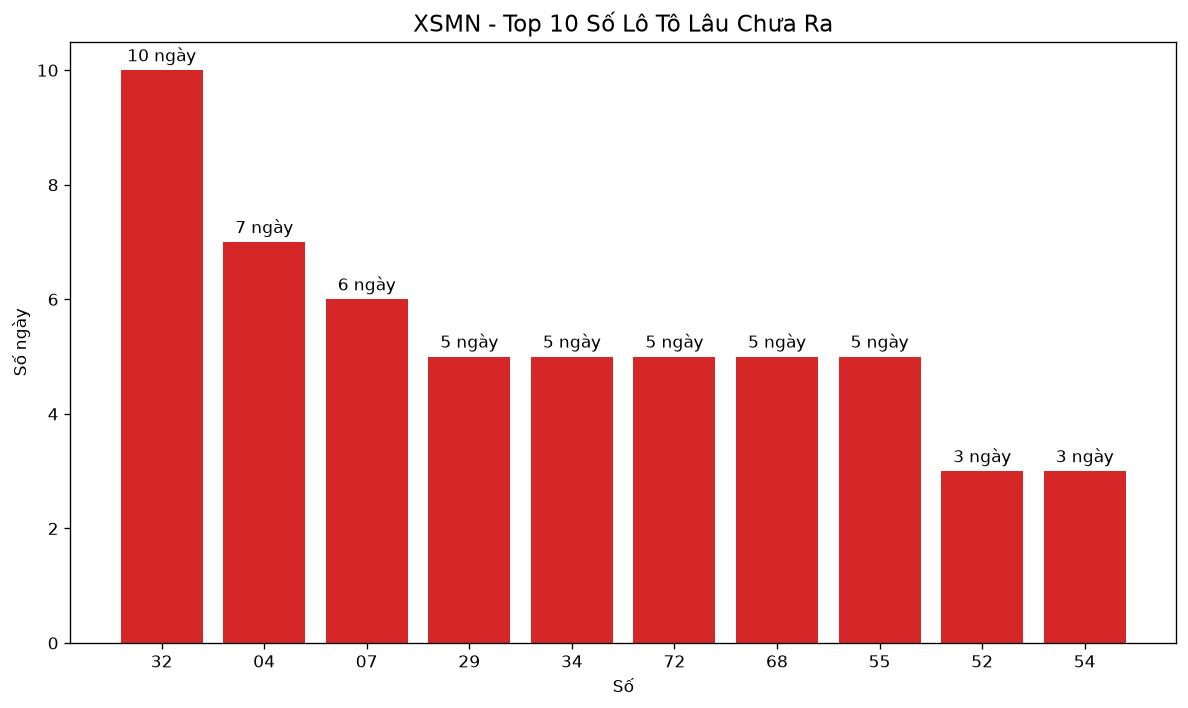 XSMN - Top 10 Số Lô Tô Lâu Chưa Ra
10 ngày
7 ngày
6 ngày
5 ngày
5 ngày
5 ngày
5 ngày
5 ngày
3 ngày
3 ngày
Số ngày
10
8
6
4
2
0
32 04 07 29 34 72 68 55 52 54
Số